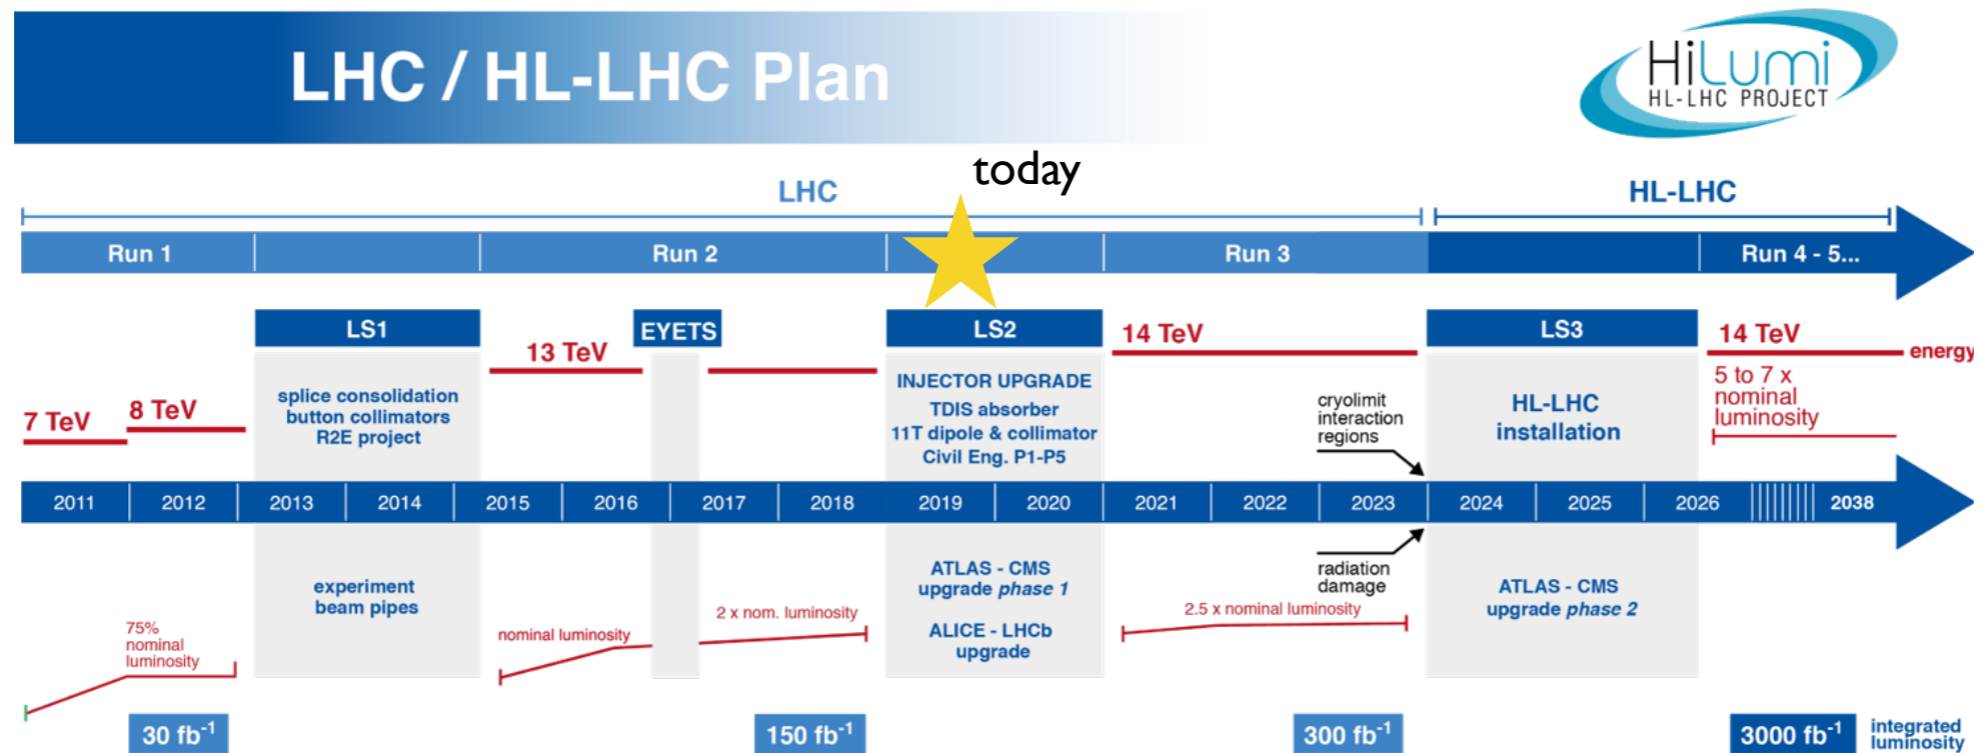 LHC / HL-LHC Plan
HiLumi
HL-LHC PROJECT
today
LHC
HL-LHC
Run 1
Run 2
Run 3
Run 4 - 5...
LS1
EYETS
LS2
LS3
14 TeV
14 TeV
energy
13 TeV
8 TeV
7 TeV
splice consolidation
button collimators
R2E project
INJECTOR UPGRADE
TDIS absorber
11T dipole & collimator
Civil Eng. P1-P5
cryolimit
interaction
regions
HL-LHC
installation
5 to 7 x
nominal
luminosity
2011
2012
2013
2014
2015
2016
2017
2018
2019
2020
2021
2022
2023
2024
2025
2026
2038
75%
nominal
luminosity
experiment
beam pipes
nominal luminosity
2 x nom. luminosity
ATLAS - CMS
upgrade phase 1
ALICE - LHCb
upgrade
2.5 x nominal luminosity
radiation
damage
ATLAS - CMS
upgrade phase 2
30 fb⁻¹
150 fb⁻¹
300 fb⁻¹
3000 fb⁻¹
integrated
luminosity